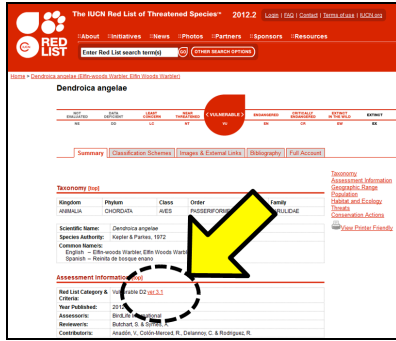 The IUCN Red List of Threatened Species™ 2012.2 Login | FAQ | Contact | Terms of use | IUCN.org
About Initiatives News Photos Partners Sponsors Resources
RED LIST
Enter Red List search term(s) GO OTHER SEARCH OPTIONS
Home » Dendroica angelae (Elfin-woods Warbler, Elfin Woods Warbler)
Dendroica angelae
NOT EVALUATED DATA DEFICIENT LEAST CONCERN NEAR THREATENED < VULNERABLE > ENDANGERED CRITICALLY ENDANGERED EXTINCT IN THE WILD EXTINCT
NE DD LC NT VU EN CR EW EX
Summary Classification Schemes Images & External Links Bibliography Full Account
Taxonomy
Assessment Information
Geographic Range
Population
Habitat and Ecology
Threats
Conservation Actions
View Printer Friendly
Taxonomy [top]
Kingdom Phylum Class Order Family
ANIMALIA CHORDATA AVES PASSERIFORMES
Scientific Name: Dendroica angelae
Species Authority: Kepler & Parkes, 1972
Common Name/s:
English – Elfin-woods Warbler, Elfin Woods Warbler
Spanish – Reinita de bosque enano
Assessment Information [top]
Red List Category & Criteria: Vulnerable D2 ver 3.1
Year Published: 2012
Assessor/s: BirdLife International
Reviewer/s: Butchart, S. & Symes, A.
Contributor/s: Anadón, V., Colón-Merced, R., Delannoy, C. & Rodríguez, R.